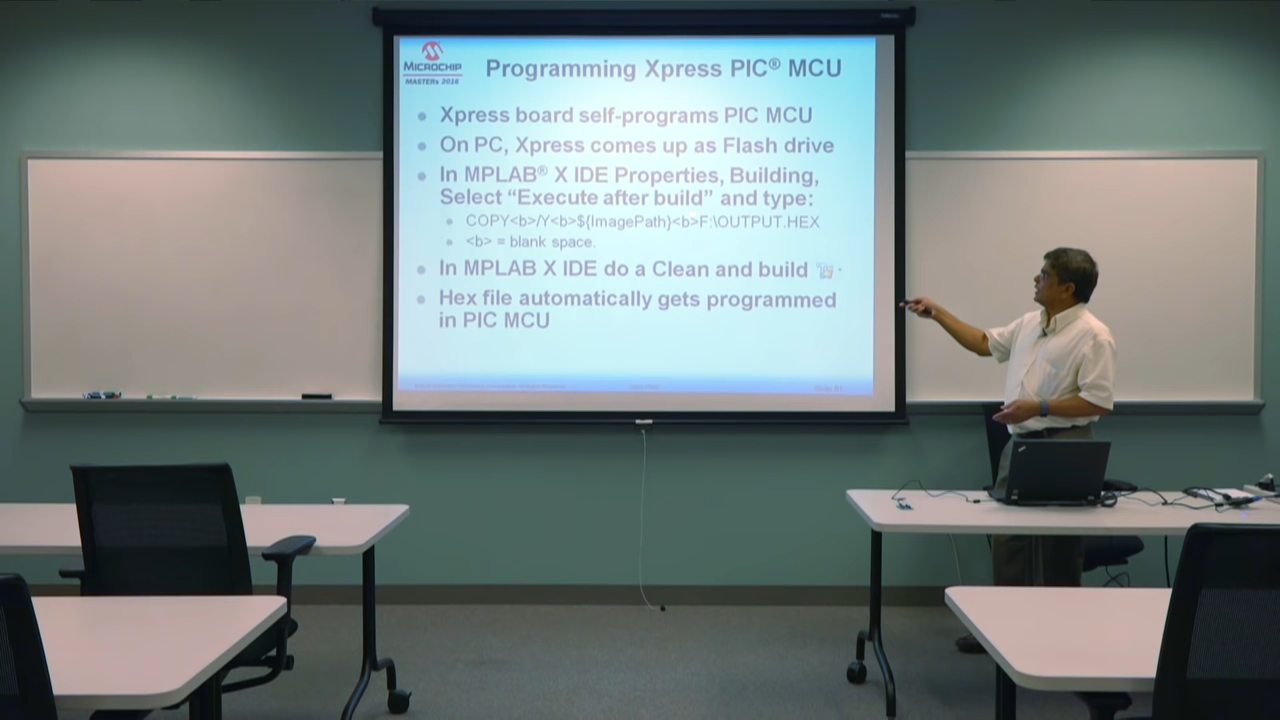 MICROCHIP
MASTERs 2016
Programming Xpress PIC® MCU
• Xpress board self-programs PIC MCU
• On PC, Xpress comes up as Flash drive
• In MPLAB® X IDE Properties, Building,
Select “Execute after build” and type:
• COPY<b>/Y<b>${ImagePath}<b>F:\OUTPUT.HEX
• <b> = blank space.
• In MPLAB X IDE do a Clean and build
• Hex file automatically gets programmed
in PIC MCU